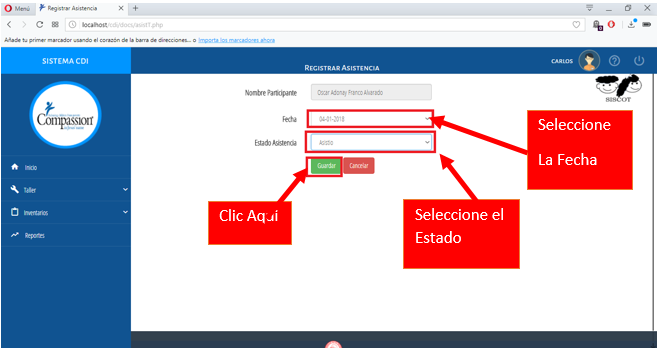 Menú
Registrar Asistencia
localhost/cdi/docs/asistT.php
Añade tu primer marcador usando el corazón de la barra de direcciones... o Importa los marcadores ahora
SISTEMA CDI
CARLOS
REGISTRAR ASISTENCIA
SISCOT
Compassion
Nombre Participante
Oscar Adonay Franco Alvarado
Fecha
04-01-2018
Estado Asistencia
Asistio
Guardar
Cancelar
Inicio
Taller
Inventarios
Reportes
Seleccione
La Fecha
Clic Aquí
Seleccione el
Estado